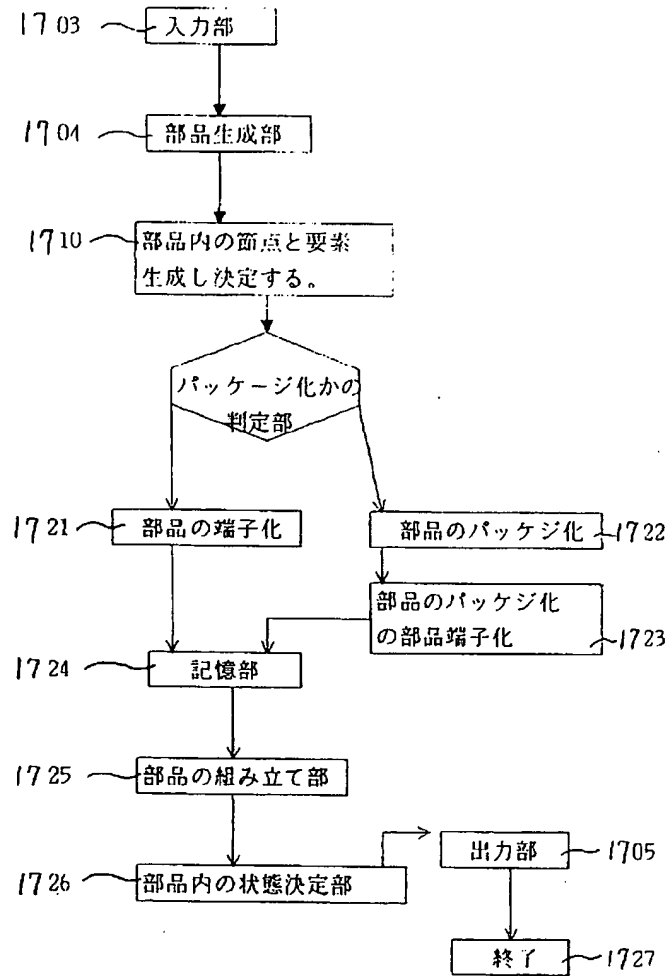 1703 入力部
1704 部品生成部
1710 部品内の節点と要素
生成し決定する。
パッケージ化かの
判定部
1721 部品の端子化
部品のパッケジ化 1722
部品のパッケジ化
の部品端子化 1723
1724 記憶部
1725 部品の組み立て部
1726 部品内の状態決定部
出力部 1705
終了 1727